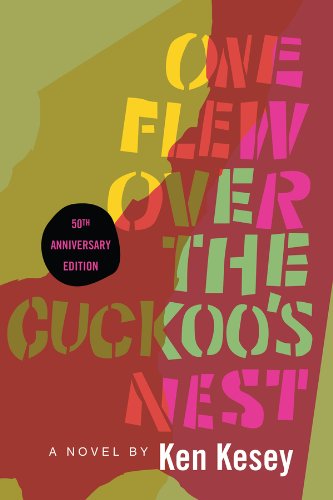 ONE
FLEW
OVER
THE
CUCKOO'S
NEST
50TH
ANNIVERSARY
EDITION
A NOVEL BY Ken Kesey